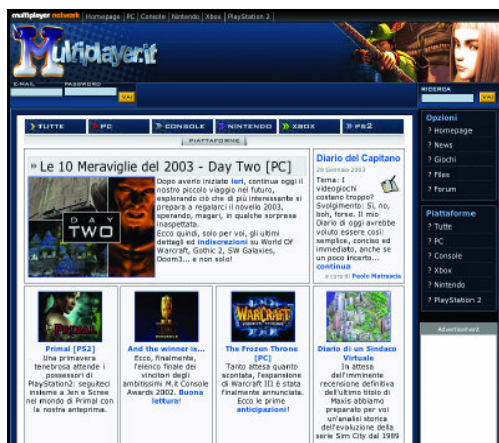 multiplayer network Homepage PC Console Nintendo Xbox PlayStation 2
Multiplayer.it
E-MAIL PASSWORD
VAI
RICERCA
VAI
TUTTE PC CONSOLE NINTENDO XBOX PS2
PIATTAFORME
» Le 10 Meraviglie del 2003 - Day Two [PC]
DAY
TWO
Dopo averlo iniziato ieri, continua oggi il
nostro piccolo viaggio nel futuro,
esplorando ciò che di più interessante si
prepara a regalarci il novello 2003,
sperando, magari, in qualche sorpresa
inaspettata.
Ecco quindi, solo per voi, gli ultimi
dettagli ed indiscrezioni su World Of
Warcraft, Gothic 2, SW Galaxies,
Doom3... e non solo!
Diario del Capitano
28 Gennaio 2003
Tema: I
videogiochi
costano troppo?
Svolgimento: Sì, no,
boh, forse. Il mio
Diario di oggi avrebbe
voluto essere così:
semplice, conciso ed
immediato, anche se
un poco incerto...
continua
a cura di Paolo Matrascia
Opzioni
? Homepage
? News
? Giochi
? Files
? Forum
Piattaforme
? Tutte
? PC
? Console
? Xbox
? Nintendo
? PlayStation 2
Advertisement
PRIMAL
Primal [PS2]
Una primavera
tenebrosa attende i
possessori di
PlayStation2: seguiteci
insieme a Jen e Scree
nel mondo di Primal con
la nostra anteprima.
And the winner is...
Ecco, finalmente,
l'elenco finale dei
vincitori degli
ambitissimi M.it Console
Awards 2002. Buona
lettura!
WARCRAFT
The Frozen Throne
[PC]
Tanto attesa quanto
scontata, l'espansione
di Warcraft III è stata
finalmente annunciata.
Ecco le prime
anticipazioni!
Diario di un Sindaco
Virtuale
In attesa
dell'imminente
recensione definitiva
dell'ultimo titolo di
Maxis abbiamo
preparato per voi
un'analisi storica
dell'evoluzione della
serie Sim City dal 1989